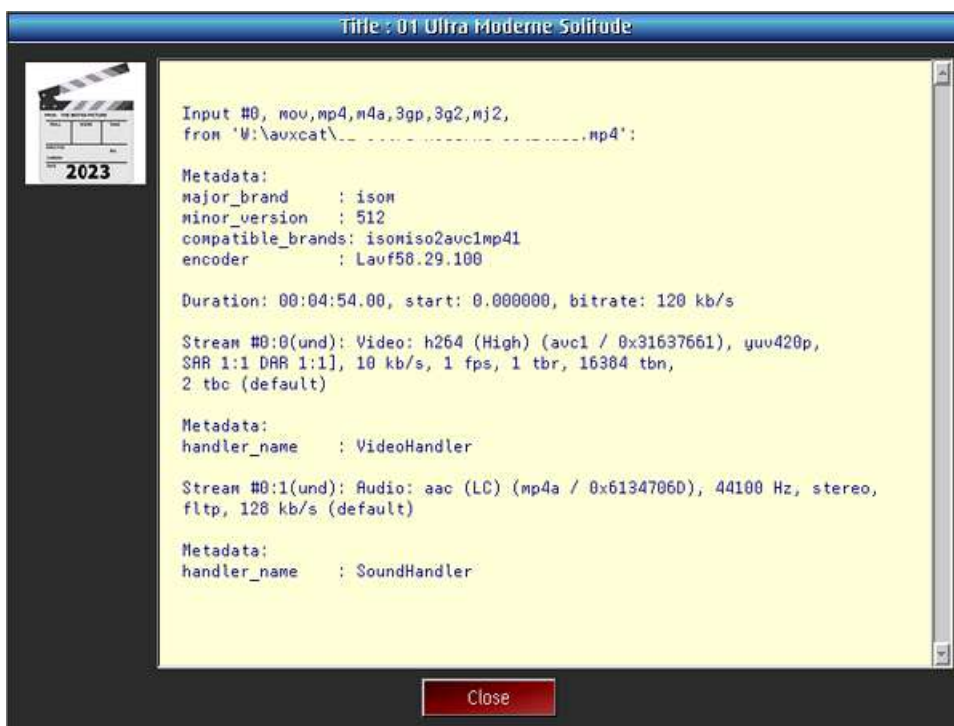 Title : 01 Ultra Moderne Solitude
2023
Input #0, mov,mp4,m4a,3gp,3g2,mj2,
from 'W:\avxcat\ .mp4':
Metadata:
major_brand : isom
minor_version : 512
compatible_brands: isomiso2avc1mp41
encoder : Lavf58.29.100
Duration: 00:04:54.00, start: 0.000000, bitrate: 120 kb/s
Stream #0:0(und): Video: h264 (High) (avc1 / 0x31637661), yuv420p,
SAR 1:1 DAR 1:1], 10 kb/s, 1 fps, 1 tbr, 16384 tbn,
2 tbc (default)
Metadata:
handler_name : VideoHandler
Stream #0:1(und): Audio: aac (LC) (mp4a / 0x6134706D), 44100 Hz, stereo,
fltp, 128 kb/s (default)
Metadata:
handler_name : SoundHandler
Close